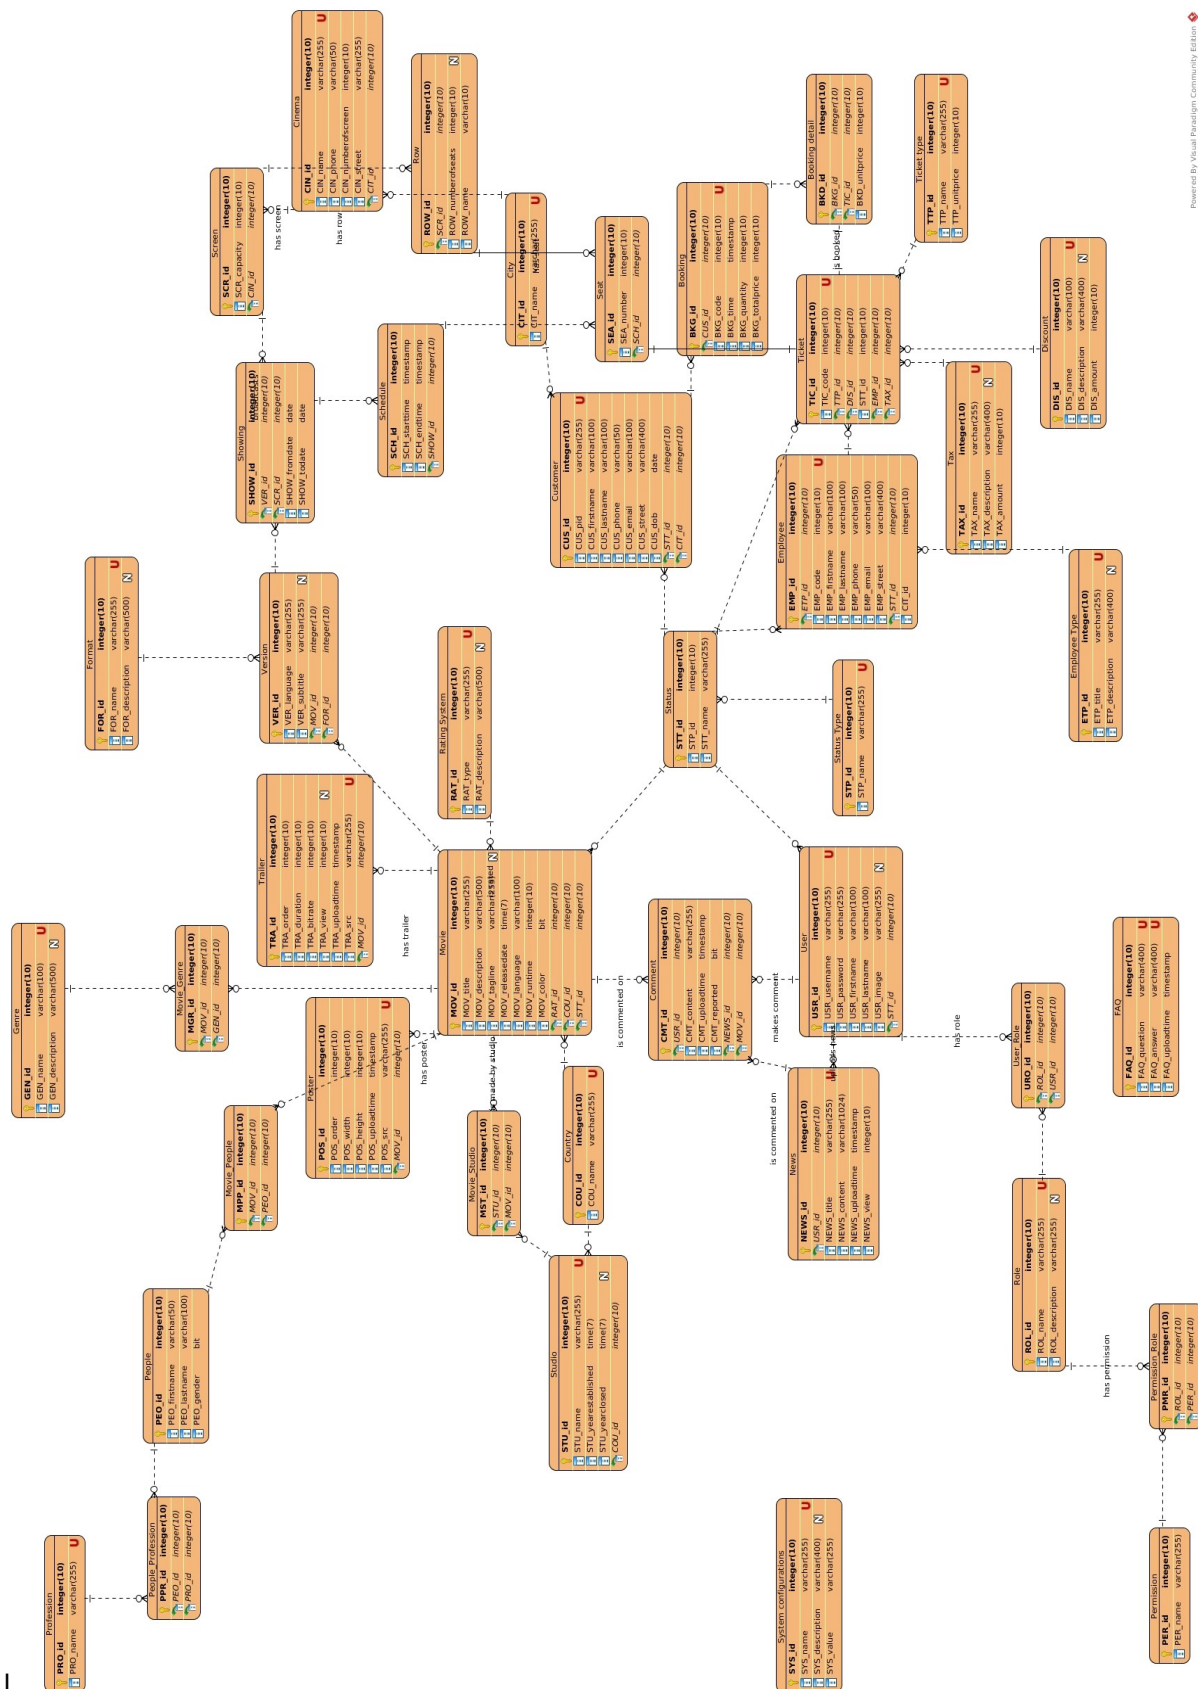 Profession
PRO_id integer(10)
PRO_name varchar(255) U
Genre
GEN_id integer(10)
GEN_name varchar(100) U
GEN_description varchar(500) N
Format
FOR_id integer(10)
FOR_name varchar(255) U
FOR_description varchar(500) N
People_Profession
PPR_id integer(10)
PEO_id integer(10)
PRO_id integer(10)
People
PEO_id integer(10)
PEO_firstname varchar(50)
PEO_lastname varchar(100)
PEO_gender bit
Movie_People
MPP_id integer(10)
MOV_id integer(10)
PEO_id integer(10)
Movie_Genre
MGR_id integer(10)
MOV_id integer(10)
GEN_id integer(10)
Trailer
TRA_id integer(10)
TRA_order integer(10)
TRA_duration integer(10)
TRA_bitrate integer(10)
TRA_view integer(10) N
TRA_uploadtime timestamp
TRA_src varchar(255) U
MOV_id integer(10)
Version
VER_id integer(10)
VER_language varchar(255)
VER_subtitle varchar(255) N
MOV_id integer(10)
FOR_id integer(10)
Showing
SHOW_id integer(10)
VER_id integer(10)
SCR_id integer(10)
SHOW_fromdate date
SHOW_todate date
Screen
SCR_id integer(10)
SCR_capacity integer(10)
CIN_id integer(10)
has screen
Cinema
CIN_id integer(10)
CIN_name varchar(255) U
CIN_phone varchar(50)
CIN_numberofscreen integer(10)
CIN_street varchar(255)
CIT_id integer(10)
has row
Poster
POS_id integer(10)
POS_order integer(10)
POS_width integer(10)
POS_height integer(10)
POS_uploadtime timestamp
POS_src varchar(255) U
MOV_id integer(10)
has trailer
has poster
Schedule
SCH_id integer(10)
SCH_starttime timestamp
SCH_endtime timestamp
SHOW_id integer(10)
Row
ROW_id integer(10)
SCR_id integer(10)
ROW_numberofseats integer(10) N
ROW_name varchar(10)
Movie
MOV_id integer(10)
MOV_title varchar(255)
MOV_description varchar(500)
MOV_tagline varchar(255) N
MOV_releasedate time(7)
MOV_language varchar(100)
MOV_runtime integer(10)
MOV_color bit
RAT_id integer(10)
COU_id integer(10)
STT_id integer(10)
Rating System
RAT_id integer(10)
RAT_type varchar(255) U
RAT_description varchar(500) N
Movie_Studio
MST_id integer(10)
STU_id integer(10)
MOV_id integer(10)
made by studio
City
CIT_id integer(10)
CIT_name varchar(255) U
Country
COU_id integer(10)
COU_name varchar(255) U
Studio
STU_id integer(10)
STU_name varchar(255) U
STU_yearestablished time(7)
STU_yearclosed time(7) N
COU_id integer(10)
Customer
CUS_id integer(10)
CUS_pid varchar(255) U
CUS_firstname varchar(100)
CUS_lastname varchar(100)
CUS_phone varchar(50)
CUS_email varchar(100)
CUS_street varchar(400)
CUS_dob date
STT_id integer(10)
CIT_id integer(10)
Seat
SEA_id integer(10)
SEA_number integer(10)
SCH_id integer(10)
is commented on
Comment
CMT_id integer(10)
USR_id integer(10)
CMT_content varchar(255)
CMT_uploadtime timestamp
CMT_reported bit
NEWS_id integer(10)
MOV_id integer(10)
Status
STT_id integer(10)
STP_id integer(10)
STT_name varchar(255)
Booking
BKG_id integer(10)
CUS_id integer(10)
BKG_code integer(10) U
BKG_time timestamp
BKG_quantity integer(10)
BKG_totalprice integer(10)
is commented on
makes comment
System configurations
SYS_id integer(10)
SYS_name varchar(255) U
SYS_description varchar(400) N
SYS_value varchar(255)
News
NEWS_id integer(10)
USR_id integer(10)
NEWS_title varchar(255) U
NEWS_content varchar(1024)
NEWS_uploadtime timestamp
NEWS_view integer(10)
User
USR_id integer(10)
USR_username varchar(255) U
USR_password varchar(255)
USR_firstname varchar(100)
USR_lastname varchar(100)
USR_image varchar(255) N
STT_id integer(10)
Status Type
STP_id integer(10)
STP_name varchar(255) U
Employee
EMP_id integer(10)
ETP_id integer(10)
EMP_code integer(10) U
EMP_firstname varchar(100)
EMP_lastname varchar(100)
EMP_phone varchar(50)
EMP_email varchar(100)
EMP_street varchar(400)
STT_id integer(10)
CIT_id integer(10)
Ticket
TIC_id integer(10)
TIC_code integer(10) U
TTP_id integer(10)
DIS_id integer(10)
STT_id integer(10)
EMP_id integer(10)
TAX_id integer(10)
is booked
Booking detail
BKD_id integer(10)
BKG_id integer(10)
TIC_id integer(10)
BKD_unitprice integer(10)
Ticket type
TTP_id integer(10)
TTP_name varchar(255) U
TTP_unitprice integer(10)
has role
Tax
TAX_id integer(10)
TAX_name varchar(255) U
TAX_description varchar(400) N
TAX_amount integer(10)
Role
ROL_id integer(10)
ROL_name varchar(255) U
ROL_description varchar(255) N
User_Role
URO_id integer(10)
ROL_id integer(10)
USR_id integer(10)
Discount
DIS_id integer(10)
DIS_name varchar(100) U
DIS_description varchar(400) N
DIS_amount integer(10)
Employee Type
ETP_id integer(10)
ETP_title varchar(255) U
ETP_description varchar(400) N
has permission
FAQ
FAQ_id integer(10)
FAQ_question varchar(400) U
FAQ_answer varchar(400) U
FAQ_uploadtime timestamp
Permission
PER_id integer(10)
PER_name varchar(255)
Permission_Role
PMR_id integer(10)
ROL_id integer(10)
PER_id integer(10)
Powered By Visual Paradigm Community Edition